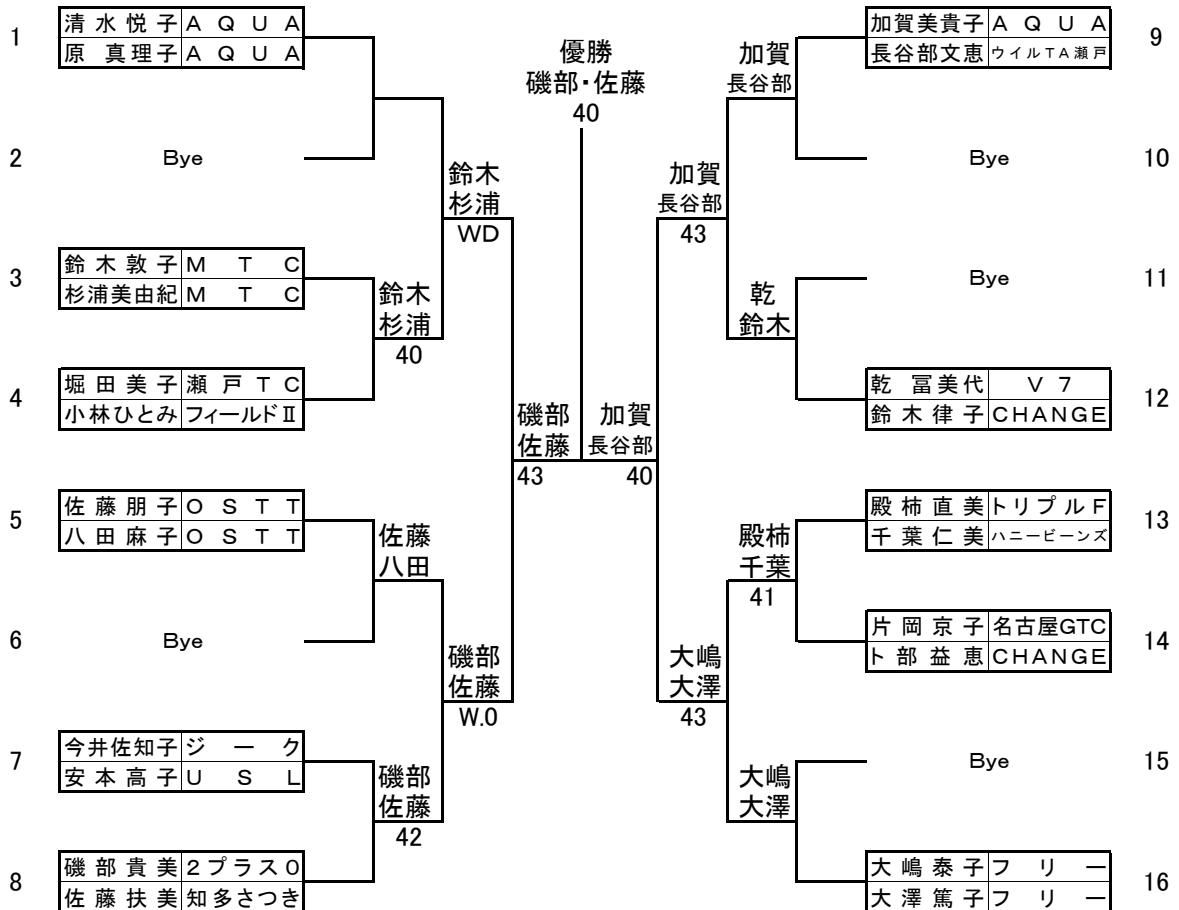 1
清水悦子 AQUA
原 真理子 AQUA
2
Bye
3
鈴木敦子 MTC
杉浦美由紀 MTC
4
堀田美子 瀬戸TC
小林ひとみ フィールドⅡ
5
佐藤朋子 OSTT
八田麻子 OSTT
6
Bye
7
今井佐知子 ジーク
安本高子 USL
8
磯部貴美 2プラス0
佐藤扶美 知多さつき
鈴木
杉浦
40
佐藤
八田
磯部
佐藤
42
鈴木
杉浦
WD
磯部
佐藤
W.0
磯部
佐藤
43
優勝
磯部・佐藤
40
加賀
長谷部
40
加賀
長谷部
43
大嶋
大澤
43
加賀
長谷部
乾
鈴木
殿柿
千葉
41
大嶋
大澤
加賀美貴子 AQUA
長谷部文恵 ウイルTA瀬戸
9
Bye
10
Bye
11
乾 冨美代 V7
鈴木律子 CHANGE
12
殿柿直美 トリプルF
千葉仁美 ハニービーンズ
13
片岡京子 名古屋GTC
ト部益恵 CHANGE
14
Bye
15
大嶋泰子 フリー
大澤篤子 フリー
16